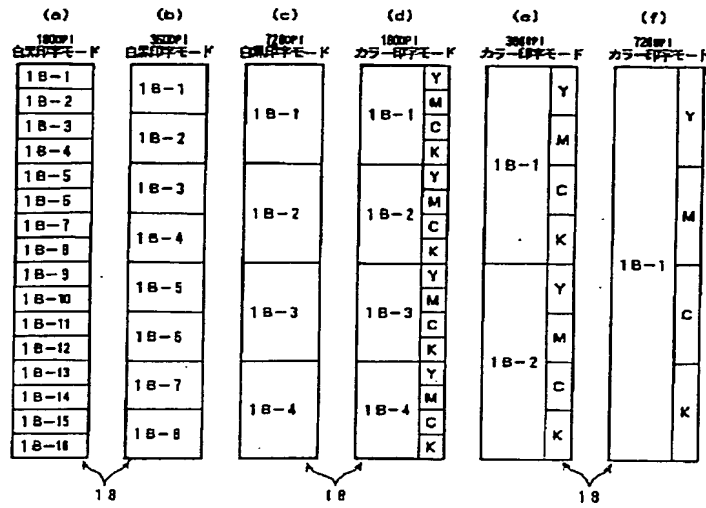 (a) (b) (c) (d) (e) (f)
180DPI 360DPI 720DPI 180DPI 360DPI 720DPI
白黒印字モード 白黒印字モード 白黒印字モード カラー印字モード カラー印字モード カラー印字モード
18-1
18-2
18-3
18-4
18-5
18-6
18-7
18-8
18-9
18-10
18-11
18-12
18-13
18-14
18-15
18-16
18-1
18-2
18-3
18-4
18-5
18-6
18-7
18-8
18-1
18-2
18-3
18-4
18-1
Y
M
C
K
18-2
Y
M
C
K
18-3
Y
M
C
K
18-4
Y
M
C
K
18-1
Y
M
C
K
18-2
Y
M
C
K
18-1
Y
M
C
K
18 18 18